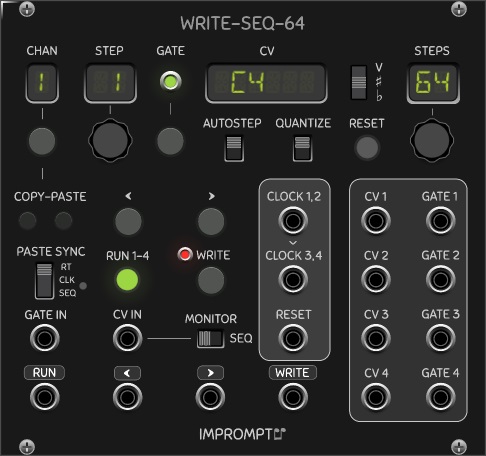 WRITE-SEQ-64
CHAN STEP GATE CV STEPS
1 1 C4 V ♯ ♭ 64
AUTOSTEP QUANTIZE RESET
COPY-PASTE < > CLOCK 1,2 CV 1 GATE 1
PASTE SYNC RT CLK SEQ RUN 1-4 WRITE CLOCK 3,4 CV 2 GATE 2
GATE IN CV IN MONITOR SEQ RESET CV 3 GATE 3
RUN < > WRITE CV 4 GATE 4
IMPROMPT